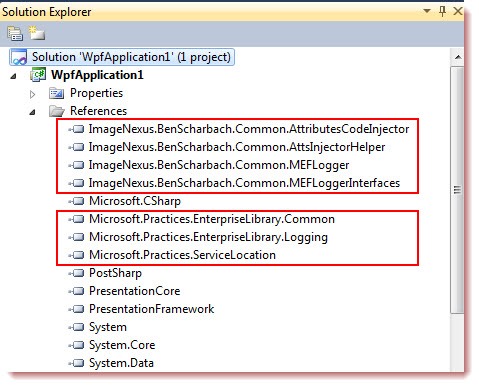 Solution Explorer
Solution 'WpfApplication1' (1 project)
WpfApplication1
Properties
References
ImageNexus.BenScharbach.Common.AttributesCodeInjector
ImageNexus.BenScharbach.Common.AttsInjectorHelper
ImageNexus.BenScharbach.Common.MEFLogger
ImageNexus.BenScharbach.Common.MEFLoggerInterfaces
Microsoft.CSharp
Microsoft.Practices.EnterpriseLibrary.Common
Microsoft.Practices.EnterpriseLibrary.Logging
Microsoft.Practices.ServiceLocation
PostSharp
PresentationCore
PresentationFramework
System
System.Core
System.Data